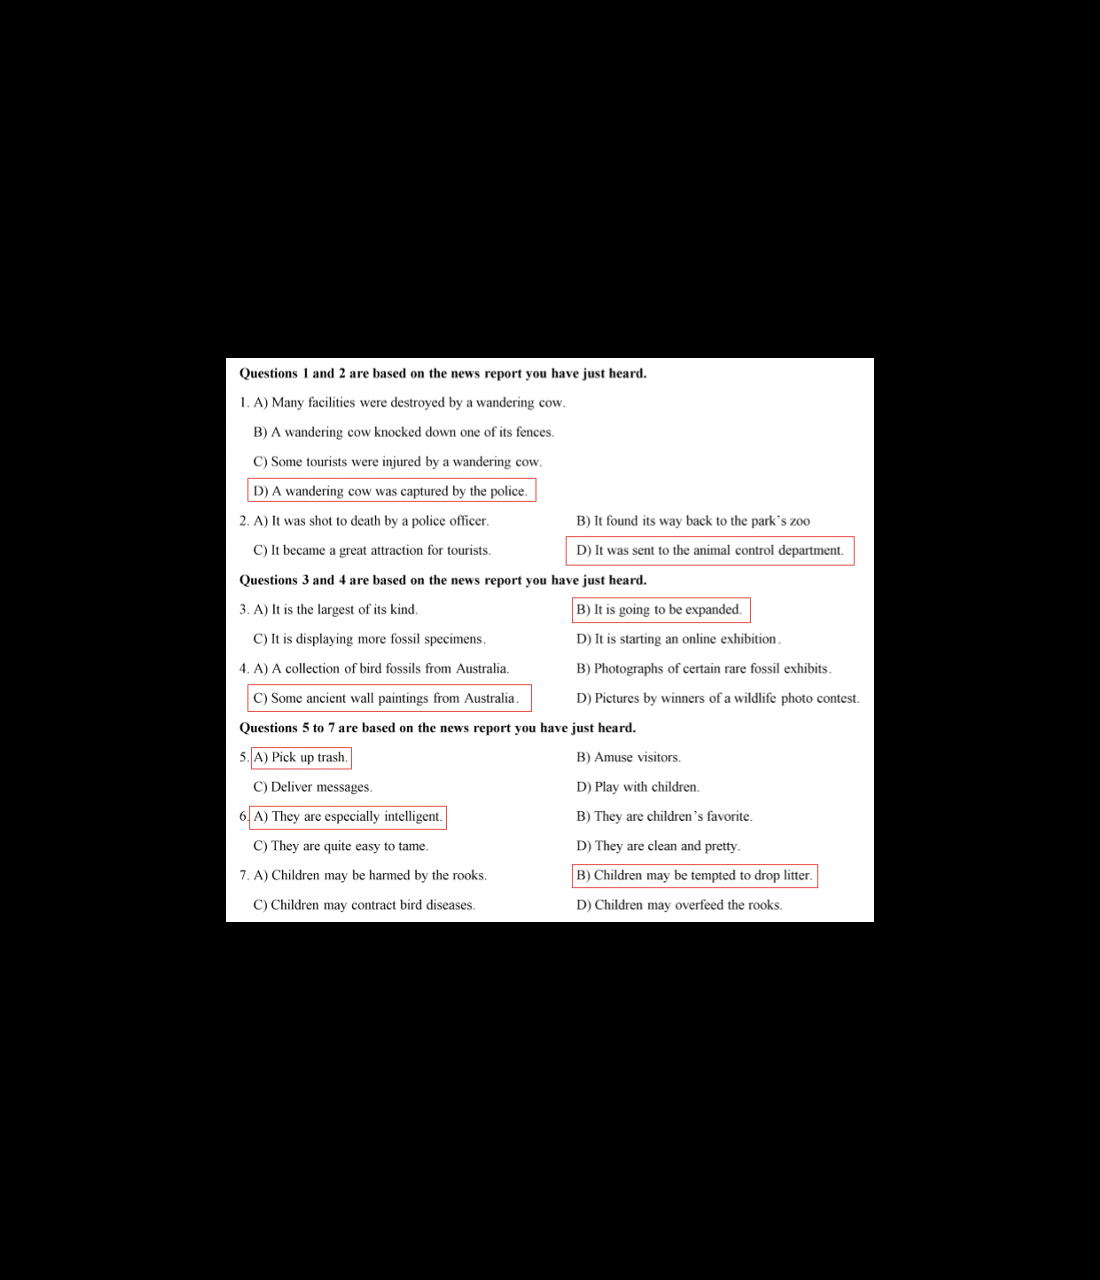 Questions 1 and 2 are based on the news report you have just heard.
1. A) Many facilities were destroyed by a wandering cow.
B) A wandering cow knocked down one of its fences.
C) Some tourists were injured by a wandering cow.
D) A wandering cow was captured by the police.
2. A) It was shot to death by a police officer. B) It found its way back to the park's zoo
C) It became a great attraction for tourists. D) It was sent to the animal control department.
Questions 3 and 4 are based on the news report you have just heard.
3. A) It is the largest of its kind. B) It is going to be expanded.
C) It is displaying more fossil specimens. D) It is starting an online exhibition.
4. A) A collection of bird fossils from Australia. B) Photographs of certain rare fossil exhibits.
C) Some ancient wall paintings from Australia. D) Pictures by winners of a wildlife photo contest.
Questions 5 to 7 are based on the news report you have just heard.
5. A) Pick up trash. B) Amuse visitors.
C) Deliver messages. D) Play with children.
6. A) They are especially intelligent. B) They are children's favorite.
C) They are quite easy to tame. D) They are clean and pretty.
7. A) Children may be harmed by the rooks. B) Children may be tempted to drop litter.
C) Children may contract bird diseases. D) Children may overfeed the rooks.